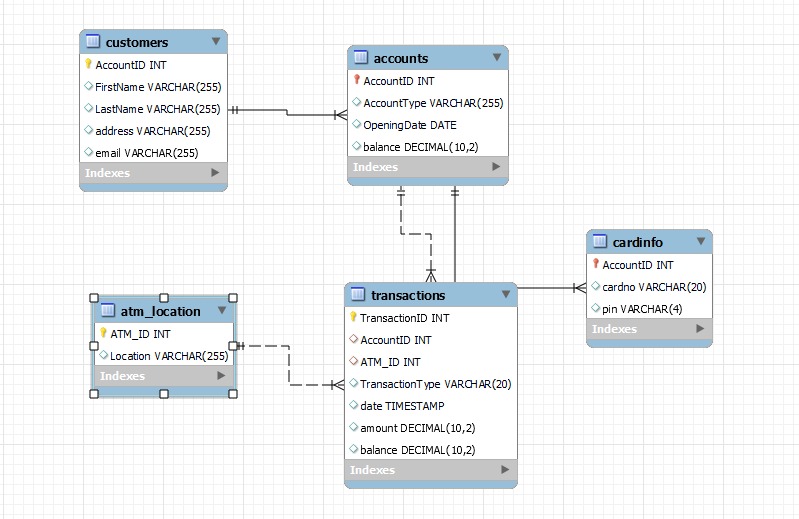 customers
AccountID INT
FirstName VARCHAR(255)
LastName VARCHAR(255)
address VARCHAR(255)
email VARCHAR(255)
Indexes
accounts
AccountID INT
AccountType VARCHAR(255)
OpeningDate DATE
balance DECIMAL(10,2)
Indexes
cardinfo
AccountID INT
cardno VARCHAR(20)
pin VARCHAR(4)
Indexes
atm_location
ATM_ID INT
Location VARCHAR(255)
Indexes
transactions
TransactionID INT
AccountID INT
ATM_ID INT
TransactionType VARCHAR(20)
date TIMESTAMP
amount DECIMAL(10,2)
balance DECIMAL(10,2)
Indexes